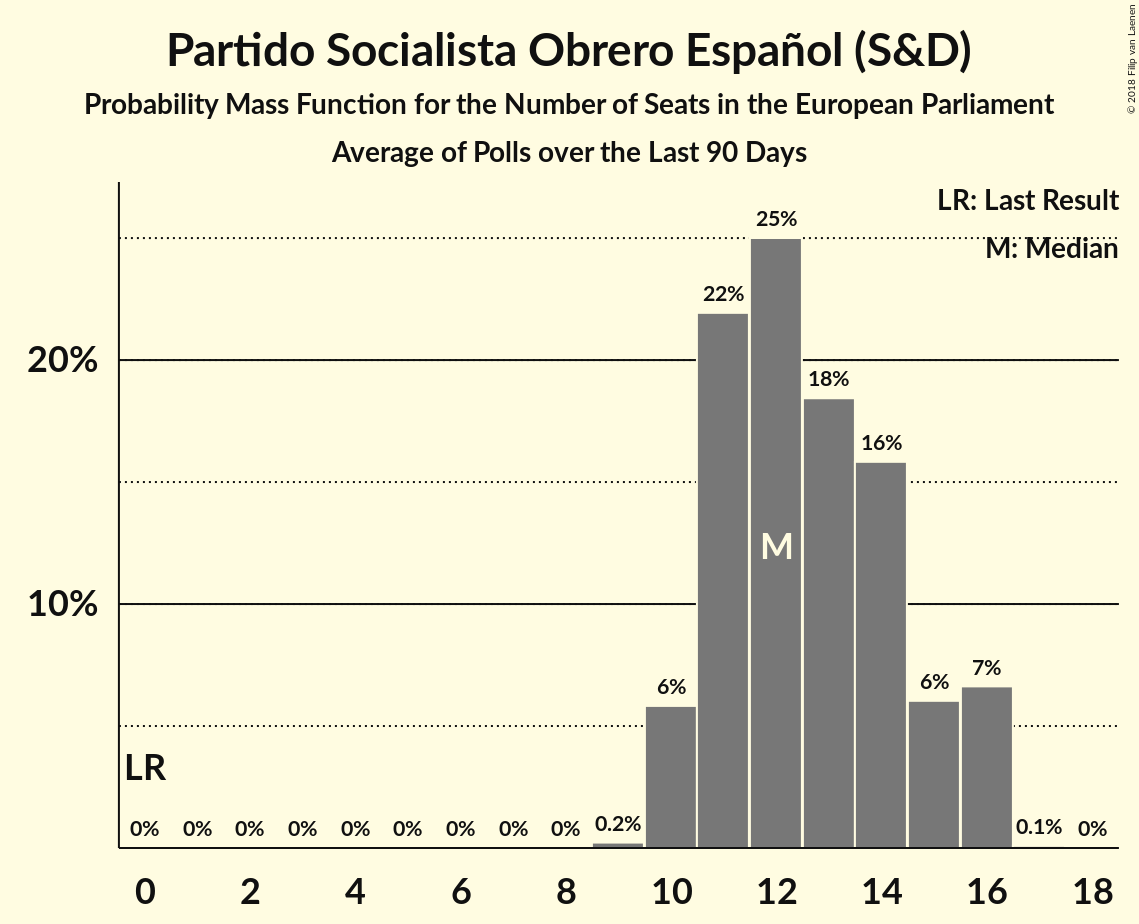 Partido Socialista Obrero Español (S&D)
Probability Mass Function for the Number of Seats in the European Parliament
Average of Polls over the Last 90 Days
© 2018 Filip van Laenen
LR: Last Result
M: Median
25%
22%
20%
18%
16%
M
10%
7%
6%
6%
LR
0% 0% 0% 0% 0% 0% 0% 0% 0% 0.2% 0.1% 0%
0 2 4 6 8 10 12 14 16 18